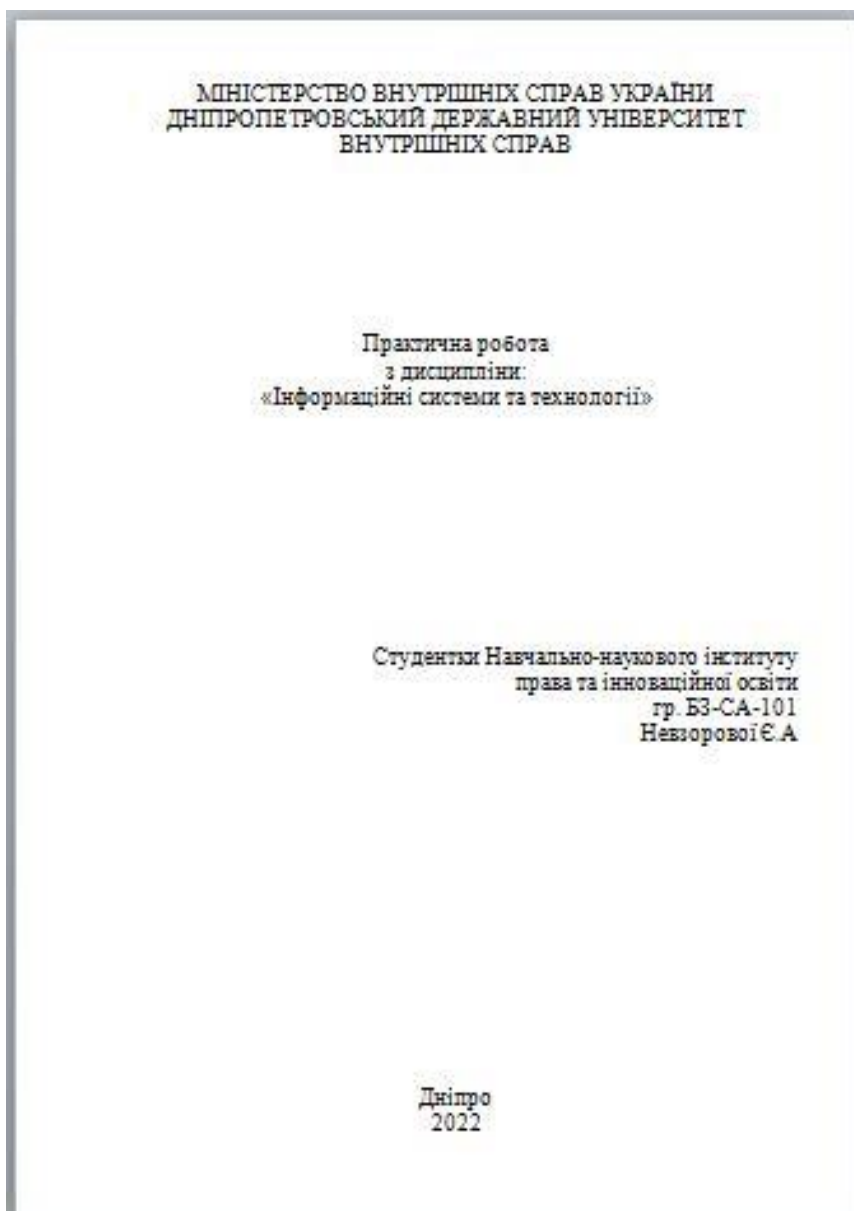 МІНІСТЕРСТВО ВНУТРІШНІХ СПРАВ УКРАЇНИ
ДНІПРОПЕТРОВСЬКИЙ ДЕРЖАВНИЙ УНІВЕРСИТЕТ
ВНУТРІШНІХ СПРАВ
Практична робота
з дисципліни:
«Інформаційні системи та технології»
Студентки Навчально-наукового інституту
права та інноваційної освіти
гр. БЗ-СА-101
Невзорової Є.А
Дніпро
2022